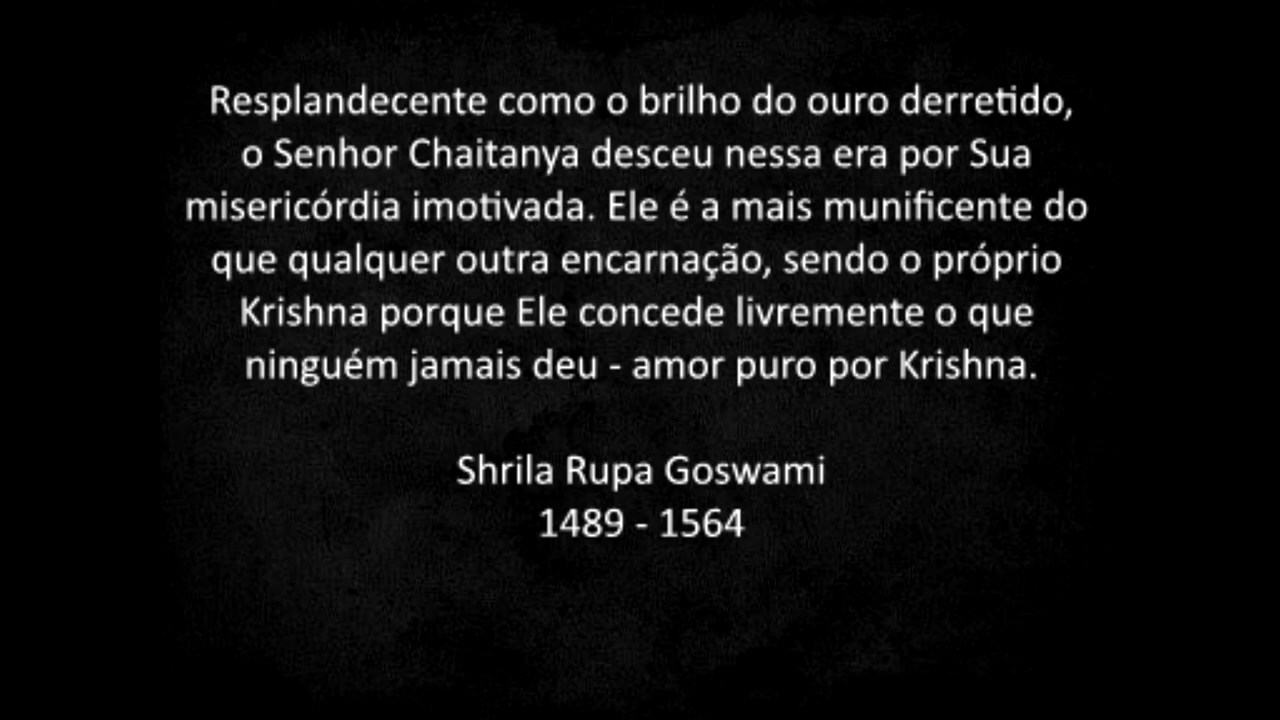 Resplandecente como o brilho do ouro derretido,
o Senhor Chaitanya desceu nessa era por Sua
misericórdia imotivada. Ele é a mais munificente do
que qualquer outra encarnação, sendo o próprio
Krishna porque Ele concede livremente o que
ninguém jamais deu - amor puro por Krishna.
Shrila Rupa Goswami
1489 - 1564